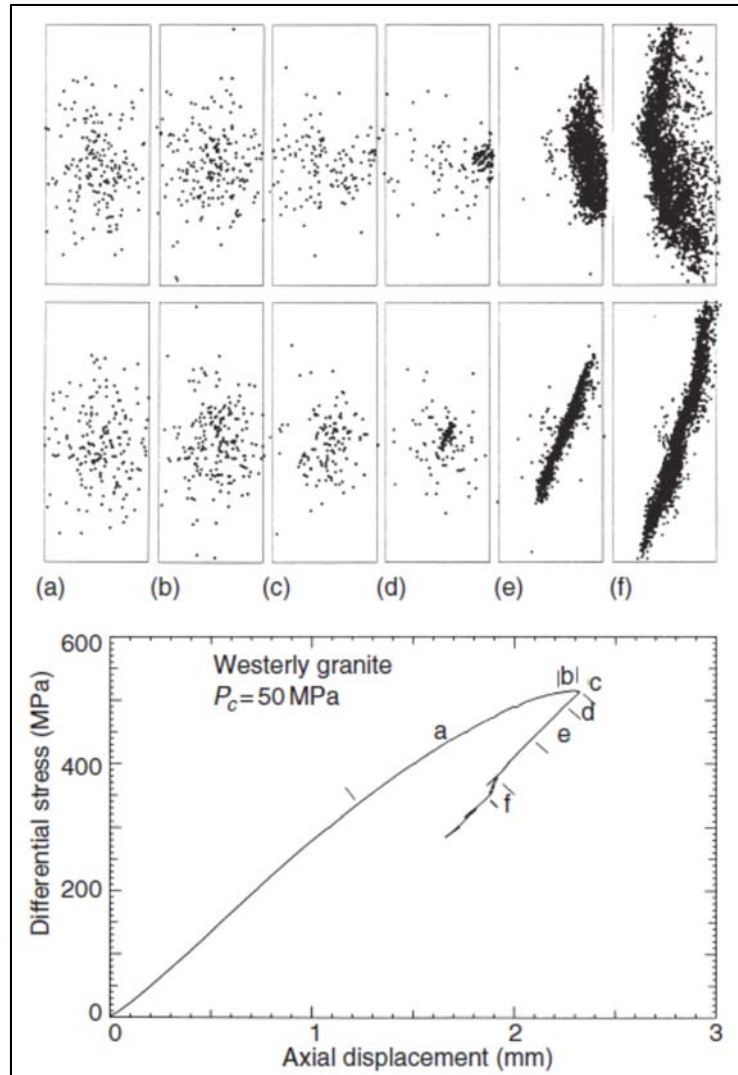 (a) (b) (c) (d) (e) (f)
600
Westerly granite
P_c = 50 MPa
b
c
d
a
e
400
f
200
0
Differential stress (MPa)
0 1 2 3
Axial displacement (mm)